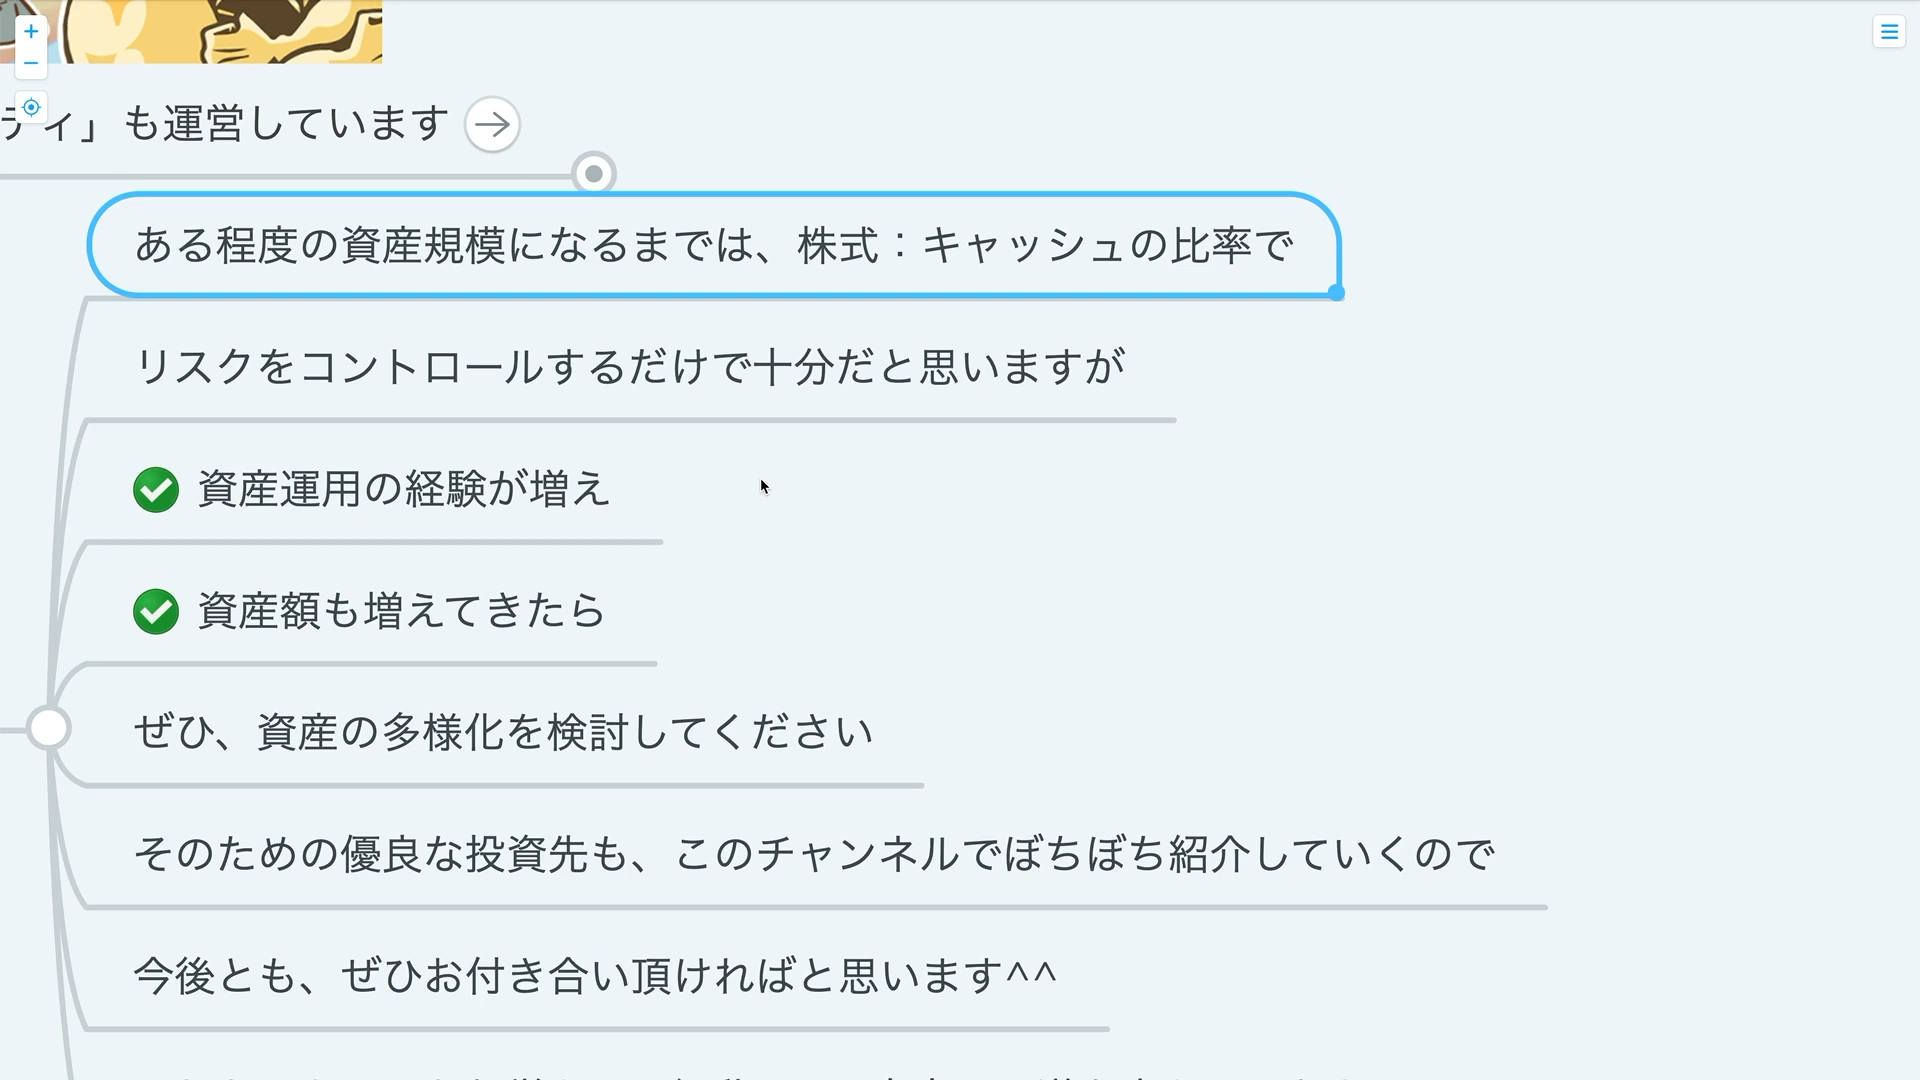 ティ」も運営しています
ある程度の資産規模になるまでは、株式：キャッシュの比率で
リスクをコントロールするだけで十分だと思いますが
資産運用の経験が増え
資産額も増えてきたら
ぜひ、資産の多様化を検討してください
そのための優良な投資先も、このチャンネルでぼちぼち紹介していくので
今後とも、ぜひお付き合い頂ければと思います^^